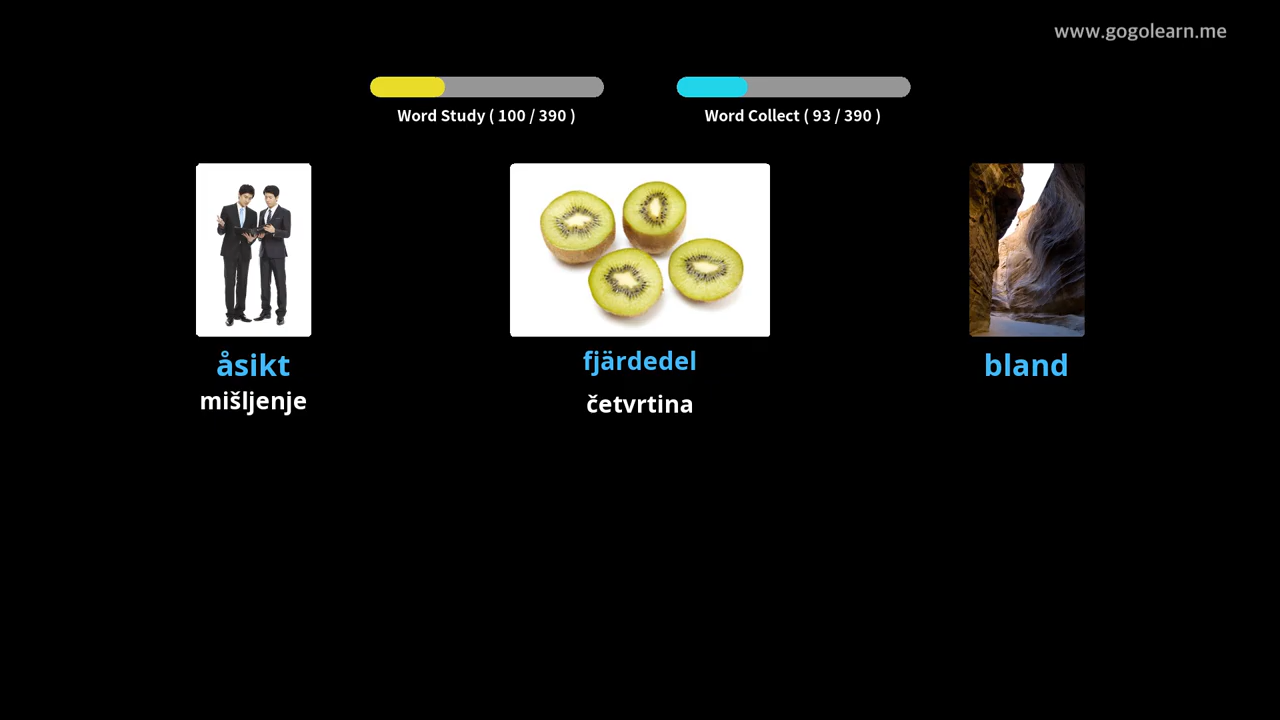 www.gogolearn.me
Word Study ( 100 / 390 )
Word Collect ( 93 / 390 )
åsikt
mišljenje
fjärdedel
četvrtina
bland